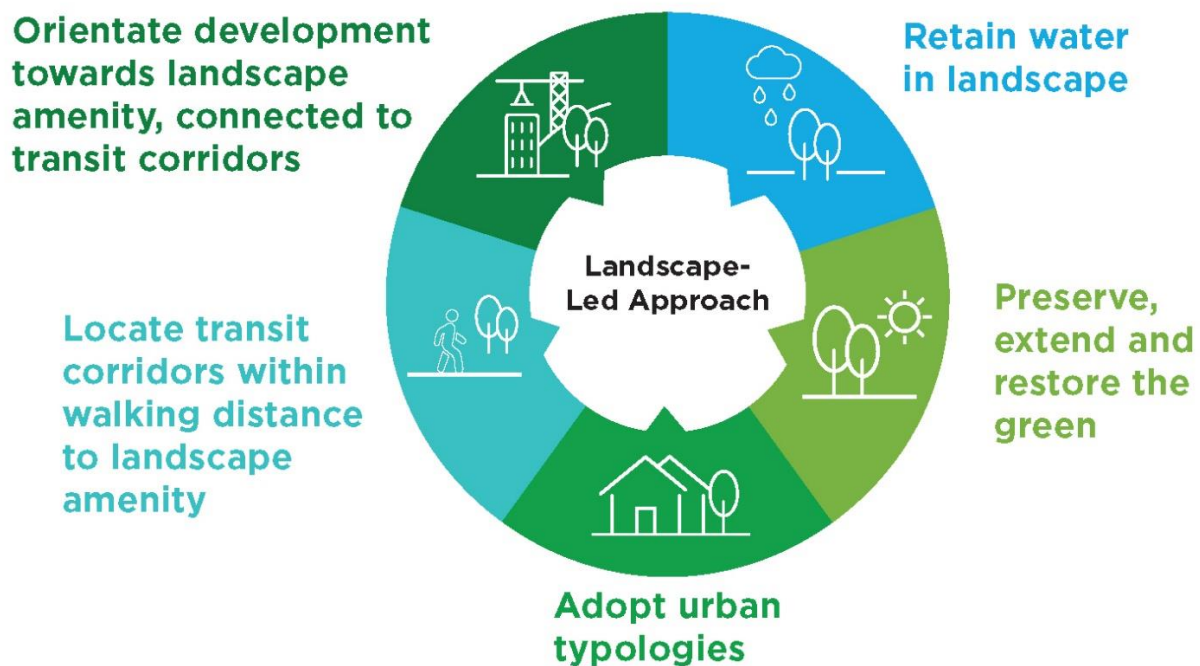 Orientate development
towards landscape
amenity, connected to
transit corridors
Retain water
in landscape
Landscape-
Led Approach
Preserve,
extend and
restore the
green
Locate transit
corridors within
walking distance
to landscape
amenity
Adopt urban
typologies